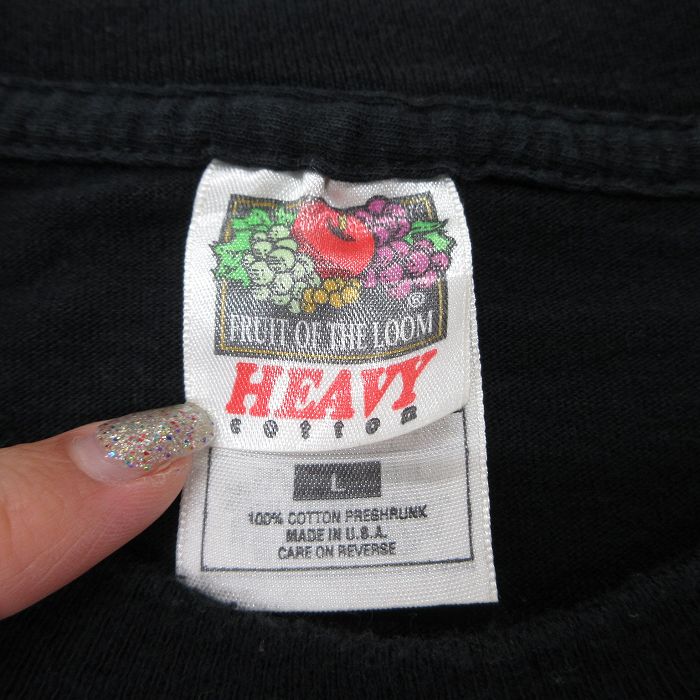 ®
FRUIT OF THE LOOM
HEAVY
cotton
L
100% COTTON PRESHRUNK
MADE IN U.S.A.
CARE ON REVERSE